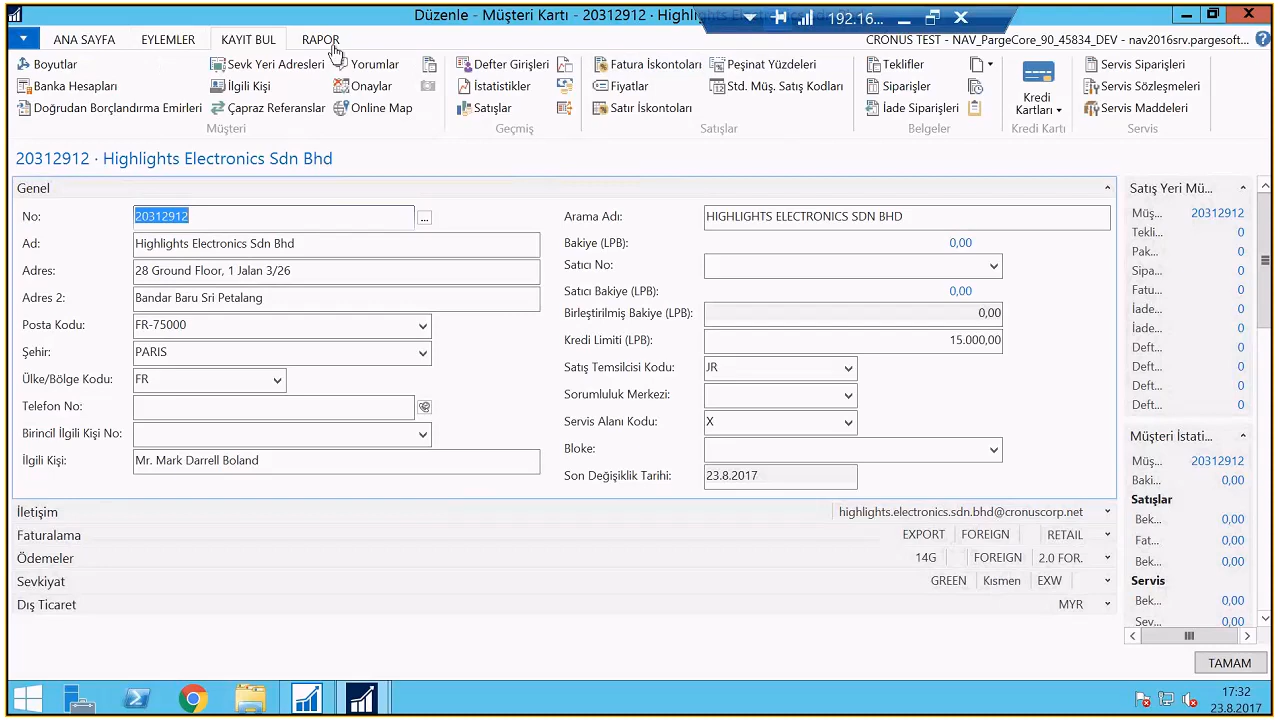 Düzenle - Müşteri Kartı - 20312912 · Highlights
192.16...
ANA SAYFA
EYLEMLER
KAYIT BUL
RAPOR
CRONUS TEST - NAV_PargeCore_90_45834_DEV - nav2016srv.pargesoft...
Boyutlar
Sevk Yeri Adresleri
Yorumlar
Defter Girişleri
Fatura İskontoları
Peşinat Yüzdeleri
Teklifler
Servis Siparişleri
Banka Hesapları
İlgili Kişi
Onaylar
İstatistikler
Fiyatlar
Std. Müş. Satış Kodları
Siparişler
Kredi Kartları
Servis Sözleşmeleri
Doğrudan Borçlandırma Emirleri
Çapraz Referanslar
Online Map
Satışlar
Satır İskontoları
İade Siparişleri
Servis Maddeleri
Müşteri
Geçmiş
Satışlar
Belgeler
Kredi Kartı
Servis
20312912 · Highlights Electronics Sdn Bhd
Genel
No: 20312912
Ad: Highlights Electronics Sdn Bhd
Adres: 28 Ground Floor, 1 Jalan 3/26
Adres 2: Bandar Baru Sri Petalang
Posta Kodu: FR-75000
Şehir: PARIS
Ülke/Bölge Kodu: FR
Telefon No:
Birincil İlgili Kişi No:
İlgili Kişi: Mr. Mark Darrell Boland
Arama Adı: HIGHLIGHTS ELECTRONICS SDN BHD
Bakiye (LPB): 0,00
Satıcı No:
Satıcı Bakiye (LPB): 0,00
Birleştirilmiş Bakiye (LPB): 0,00
Kredi Limiti (LPB): 15.000,00
Satış Temsilcisi Kodu: JR
Sorumluluk Merkezi:
Servis Alanı Kodu: X
Bloke:
Son Değişiklik Tarihi: 23.8.2017
İletişim highlights.electronics.sdn.bhd@cronuscorp.net
Faturalama EXPORT FOREIGN RETAIL
Ödemeler 14G FOREIGN 2.0 FOR.
Sevkiyat GREEN Kısmen EXW
Dış Ticaret MYR
Satış Yeri Mü...
Müş... 20312912
Tekli... 0
Pak... 0
Sipa... 0
Fatu... 0
İade... 0
İade... 0
Deft... 0
Deft... 0
Deft... 0
Deft... 0
Müşteri İstati...
Müş... 20312912
Baki... 0,00
Satışlar
Bek... 0,00
Fat... 0,00
Bek... 0,00
Servis
Bek... 0,00
Sev... 0,00
TAMAM
17:32
23.8.2017